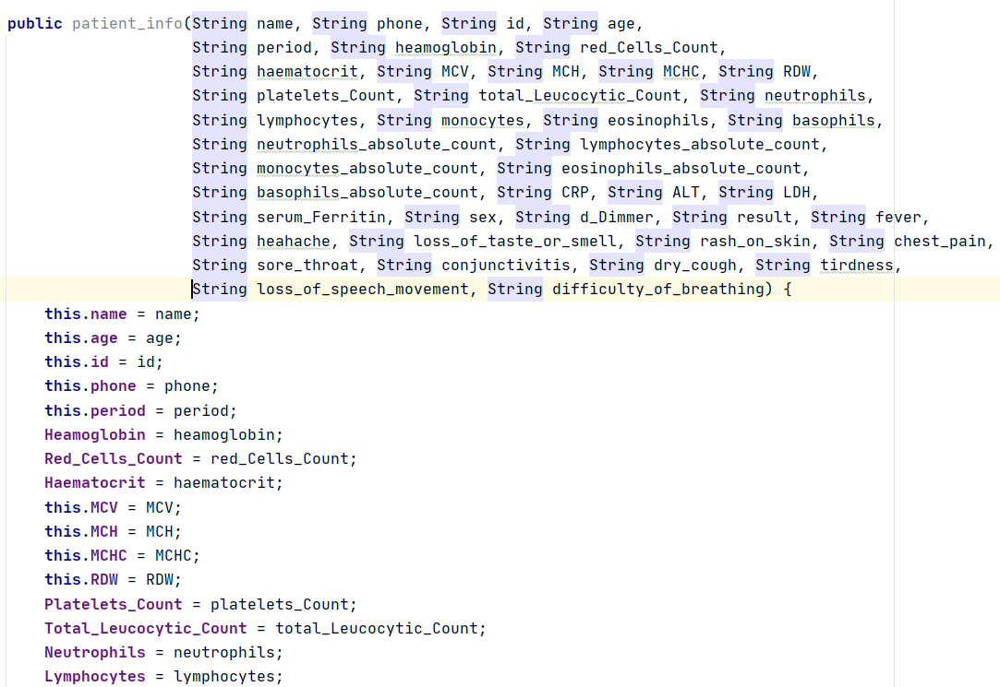 public patient_info(String name, String phone, String id, String age,
String period, String heamoglobin, String red_Cells_Count,
String haematocrit, String MCV, String MCH, String MCHC, String RDW,
String platelets_Count, String total_Leucocytic_Count, String neutrophils,
String lymphocytes, String monocytes, String eosinophils, String basophils,
String neutrophils_absolute_count, String lymphocytes_absolute_count,
String monocytes_absolute_count, String eosinophils_absolute_count,
String basophils_absolute_count, String CRP, String ALT, String LDH,
String serum_Ferritin, String sex, String d_Dimmer, String result, String fever,
String heahache, String loss_of_taste_or_smell, String rash_on_skin, String chest_pain,
String sore_throat, String conjunctivitis, String dry_cough, String tirdness,
String loss_of_speech_movement, String difficulty_of_breathing) {
this.name = name;
this.age = age;
this.id = id;
this.phone = phone;
this.period = period;
Heamoglobin = heamoglobin;
Red_Cells_Count = red_Cells_Count;
Haematocrit = haematocrit;
this.MCV = MCV;
this.MCH = MCH;
this.MCHC = MCHC;
this.RDW = RDW;
Platelets_Count = platelets_Count;
Total_Leucocytic_Count = total_Leucocytic_Count;
Neutrophils = neutrophils;
Lymphocytes = lymphocytes;